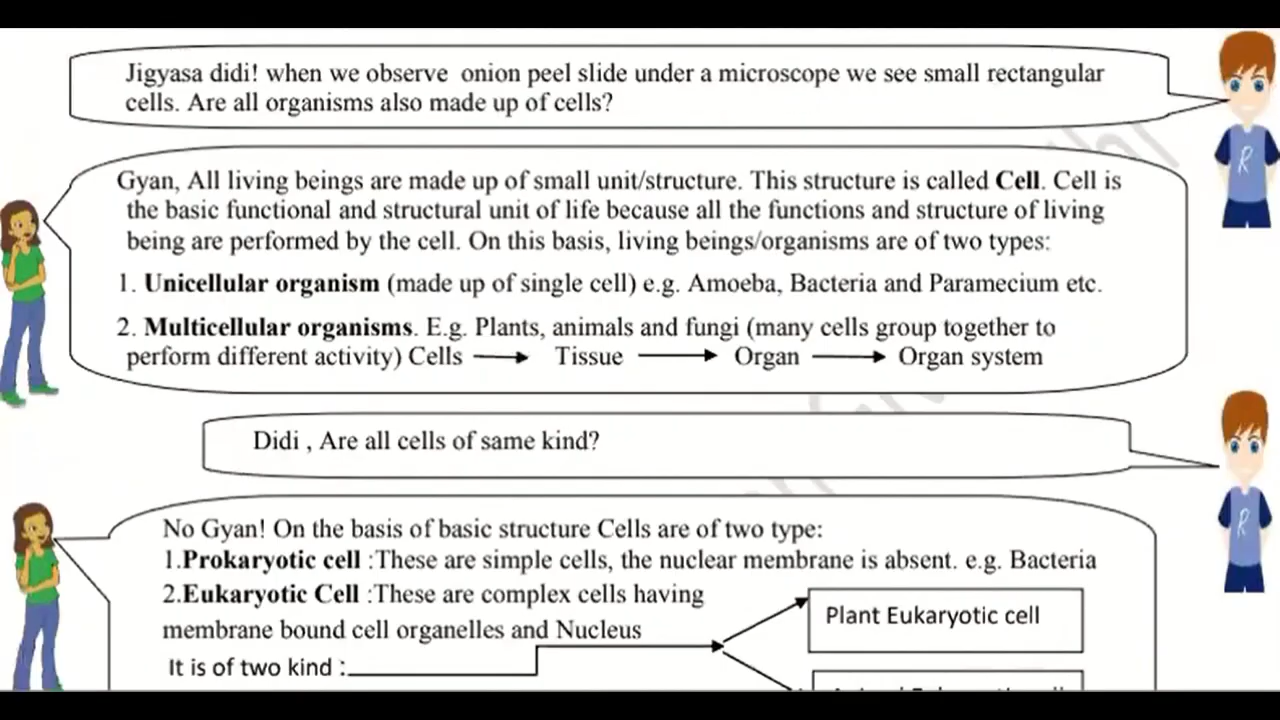 Jigyasa didi! when we observe onion peel slide under a microscope we see small rectangular
cells. Are all organisms also made up of cells?
Gyan, All living beings are made up of small unit/structure. This structure is called Cell. Cell is
the basic functional and structural unit of life because all the functions and structure of living
being are performed by the cell. On this basis, living beings/organisms are of two types:
1. Unicellular organism (made up of single cell) e.g. Amoeba, Bacteria and Paramecium etc.
2. Multicellular organisms. E.g. Plants, animals and fungi (many cells group together to
perform different activity) Cells → Tissue → Organ → Organ system
Didi , Are all cells of same kind?
No Gyan! On the basis of basic structure Cells are of two type:
1.Prokaryotic cell :These are simple cells, the nuclear membrane is absent. e.g. Bacteria
2.Eukaryotic Cell :These are complex cells having
membrane bound cell organelles and Nucleus
Plant Eukaryotic cell
It is of two kind :
R
R